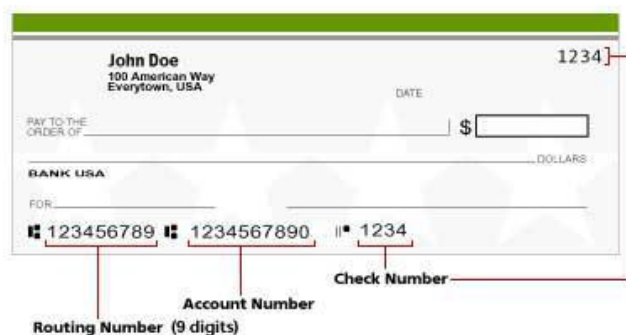 John Doe
1234
100 American Way
Everytown, USA
DATE
PAY TO THE
ORDER OF
$
DOLLARS
BANK USA
FOR
⑆123456789⑆ 1234567890 ⑈ 1234
Check Number
Account Number
Routing Number (9 digits)